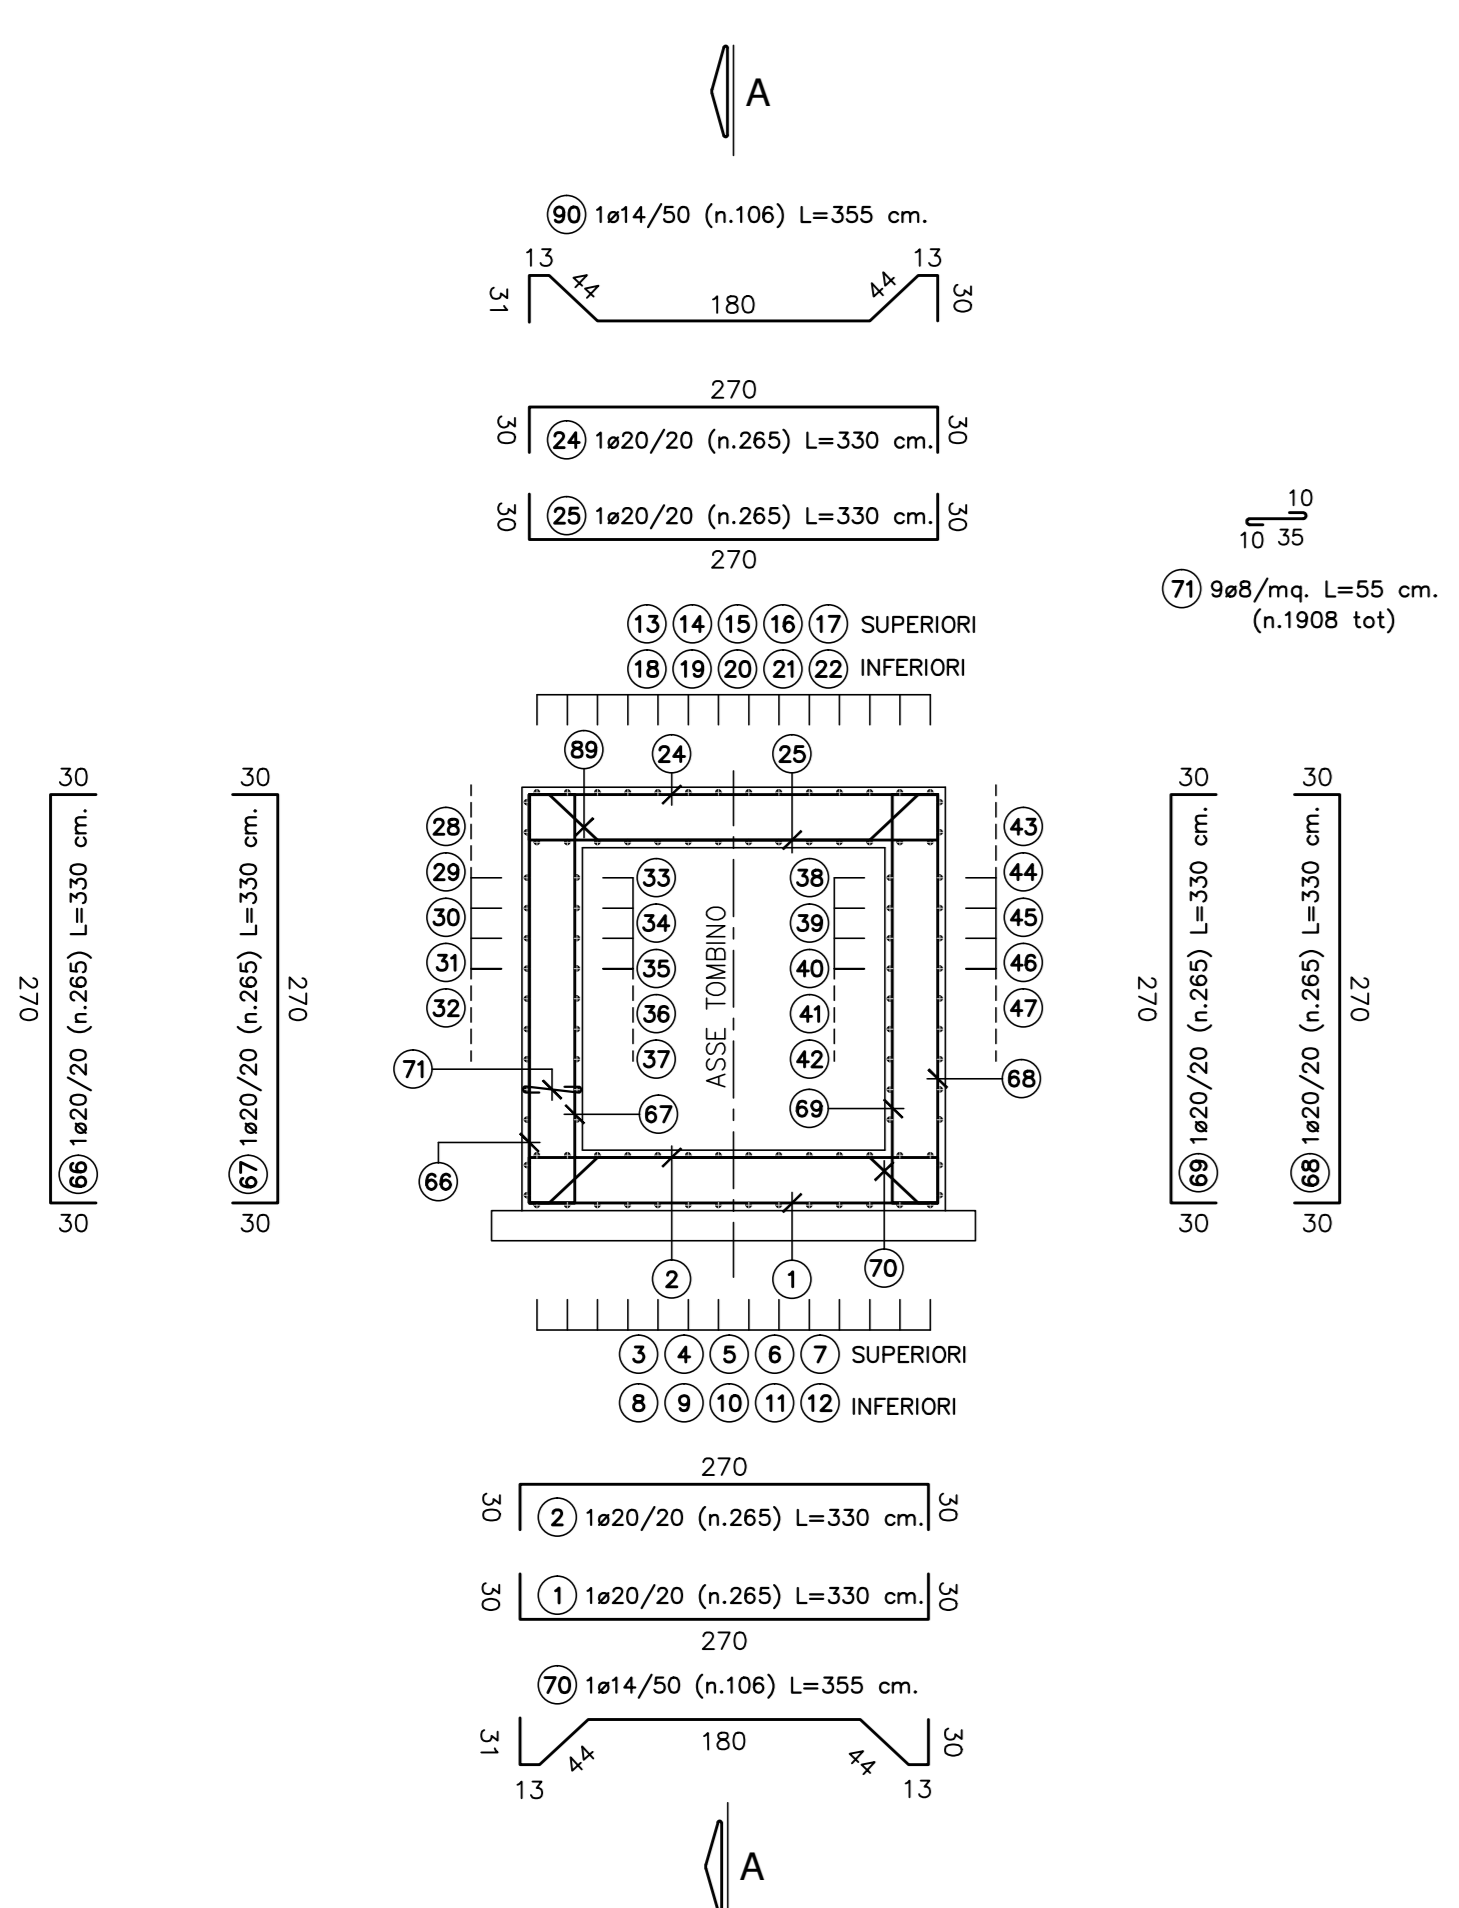 A
90 1ø14/50 (n.106) L=355 cm.
13 13
31 44 180 44 30
270
30 24 1ø20/20 (n.265) L=330 cm. 30
30 25 1ø20/20 (n.265) L=330 cm. 30
270
10
10 35
71 9ø8/mq. L=55 cm.
(n.1908 tot)
13 14 15 16 17 SUPERIORI
18 19 20 21 22 INFERIORI
89 24 25
30
270
66 1ø20/20 (n.265) L=330 cm.
30
30
270
67 1ø20/20 (n.265) L=330 cm.
30
28 33 38 43
29 34 39 44
30 35 40 45
31 36 41 46
32 37 42 47
ASSE TOMBINO
71 68
67 69
66
2 1 70
30
270
69 1ø20/20 (n.265) L=330 cm.
30
30
270
68 1ø20/20 (n.265) L=330 cm.
30
3 4 5 6 7 SUPERIORI
8 9 10 11 12 INFERIORI
270
30 2 1ø20/20 (n.265) L=330 cm. 30
30 1 1ø20/20 (n.265) L=330 cm. 30
270
70 1ø14/50 (n.106) L=355 cm.
31 44 180 44 30
13 13
A